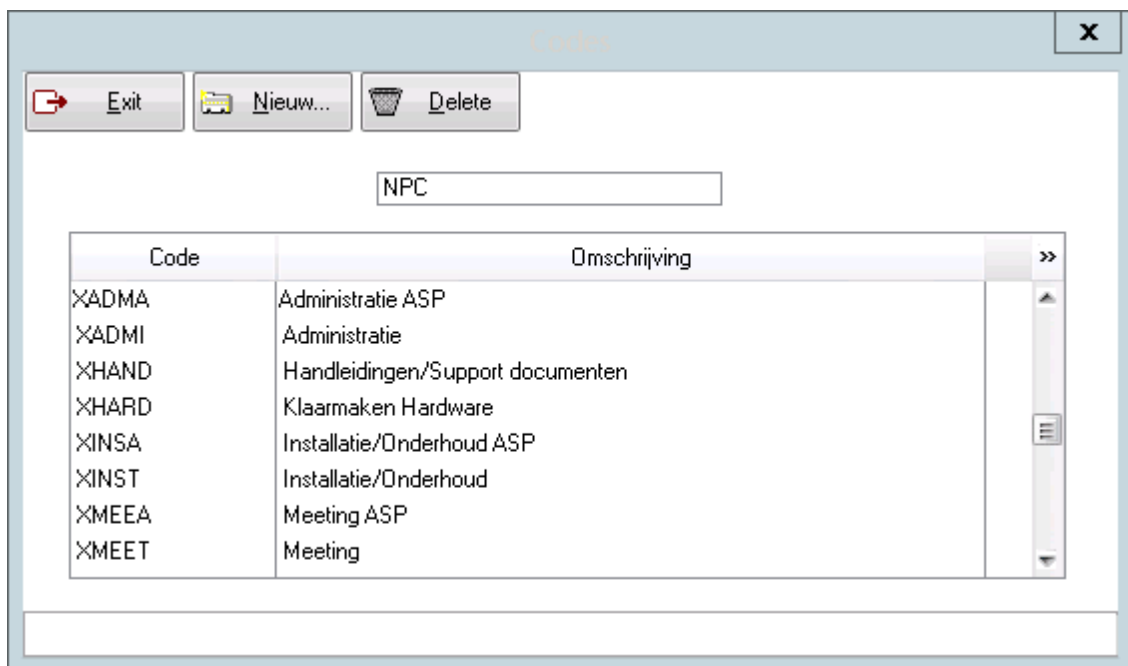 Codes
x
Exit Nieuw... Delete
NPC
Code Omschrijving »
XADMA Administratie ASP
XADMI Administratie
XHAND Handleidingen/Support documenten
XHARD Klaarmaken Hardware
XINSA Installatie/Onderhoud ASP
XINST Installatie/Onderhoud
XMEEA Meeting ASP
XMEET Meeting